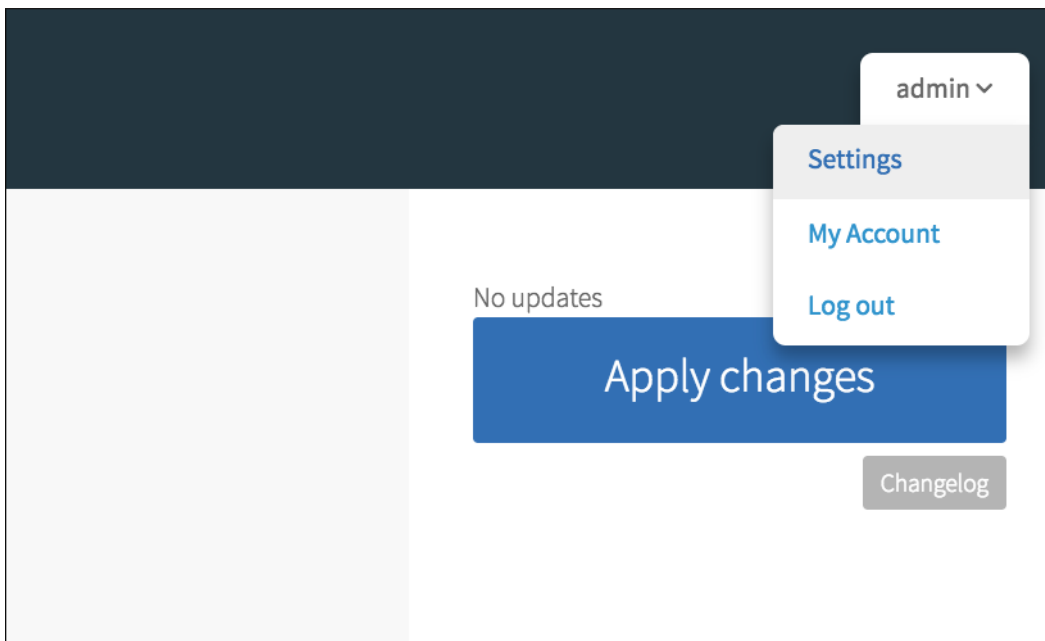 admin
Settings
My Account
Log out
No updates
Apply changes
Changelog